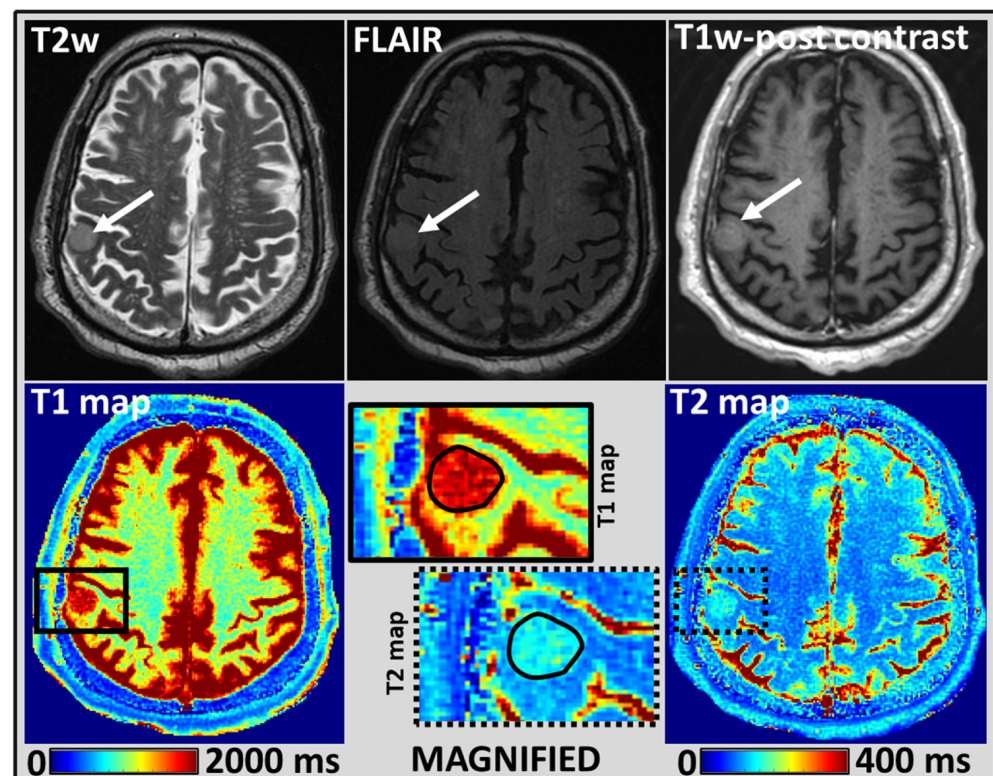 T2w
FLAIR
T1w-post contrast
T1 map
T1 map
T2 map
T2 map
0
2000 ms
MAGNIFIED
0
400 ms